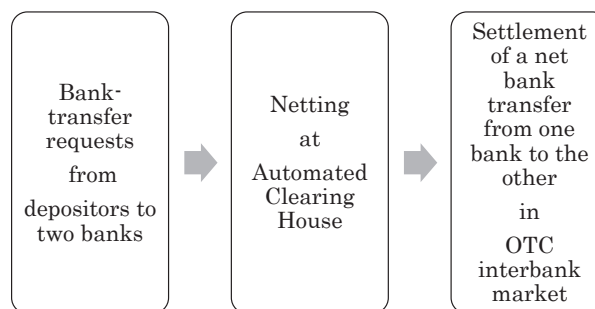 Bank-
transfer
requests
from
depositors to
two banks
Netting
at
Automated
Clearing
House
Settlement
of a net
bank
transfer
from one
bank to the
other
in
OTC
interbank
market